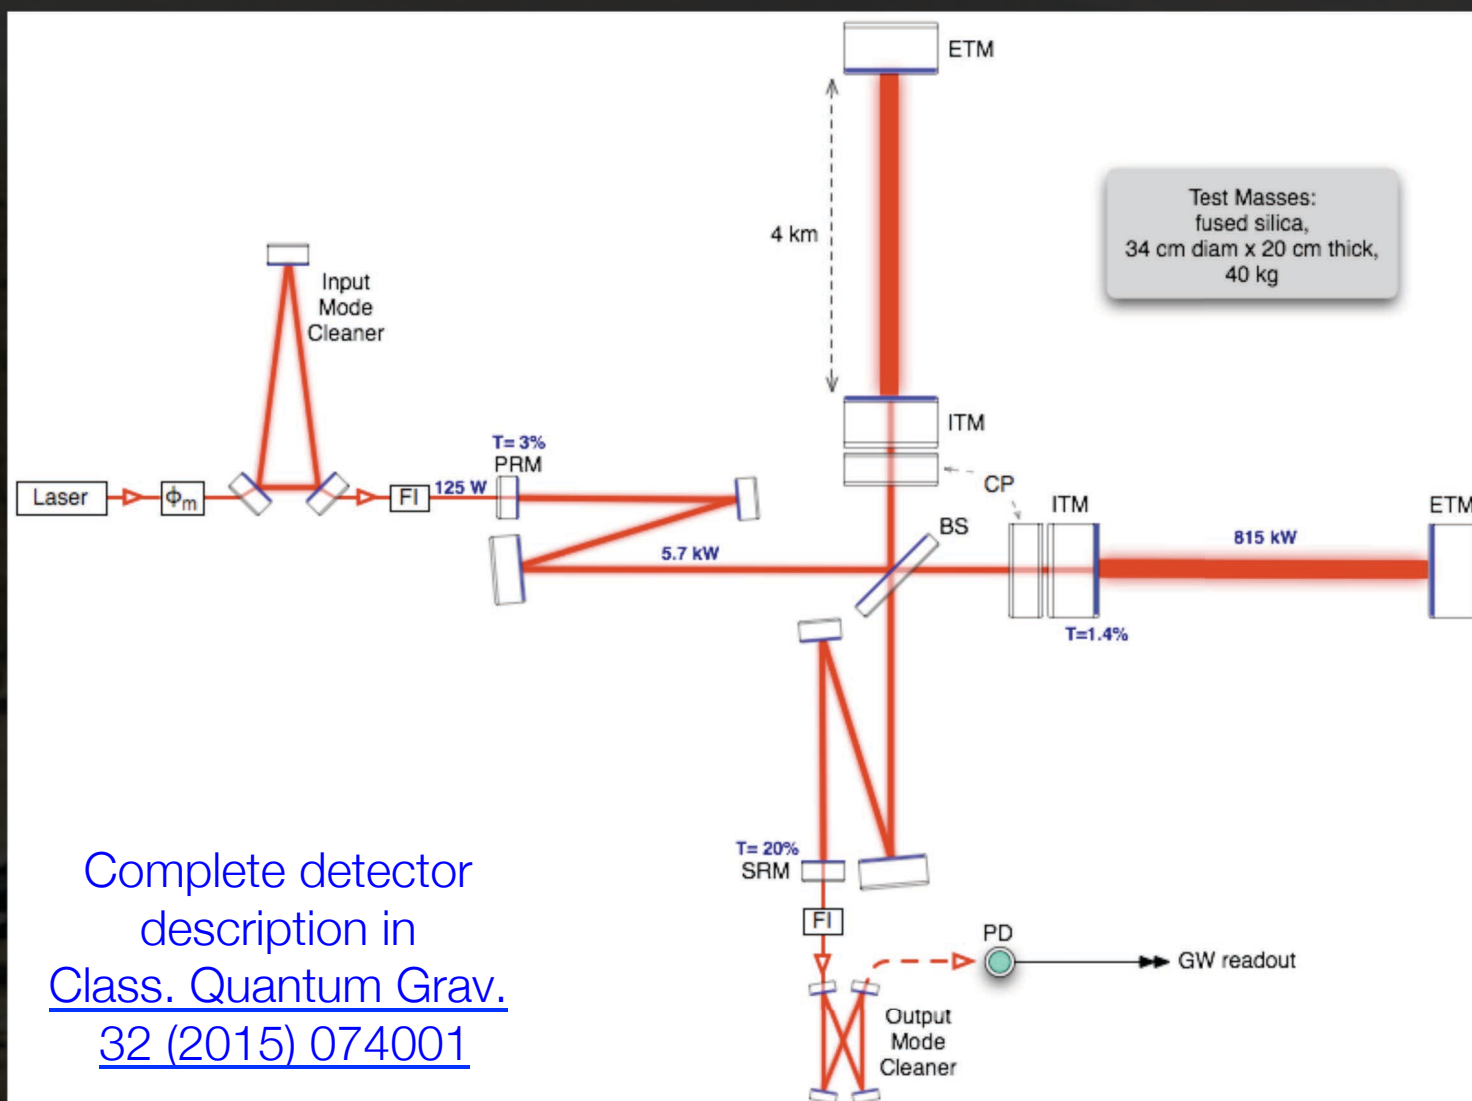 ETM
4 km
Test Masses:
fused silica,
34 cm diam x 20 cm thick,
40 kg
Input
Mode
Cleaner
ITM
T= 3%
PRM
Laser
ϕm
FI
125 W
CP
ITM
ETM
BS
5.7 kW
815 kW
T=1.4%
T= 20%
SRM
FI
PD
GW readout
Output
Mode
Cleaner
Complete detector
description in
Class. Quantum Grav.
32 (2015) 074001